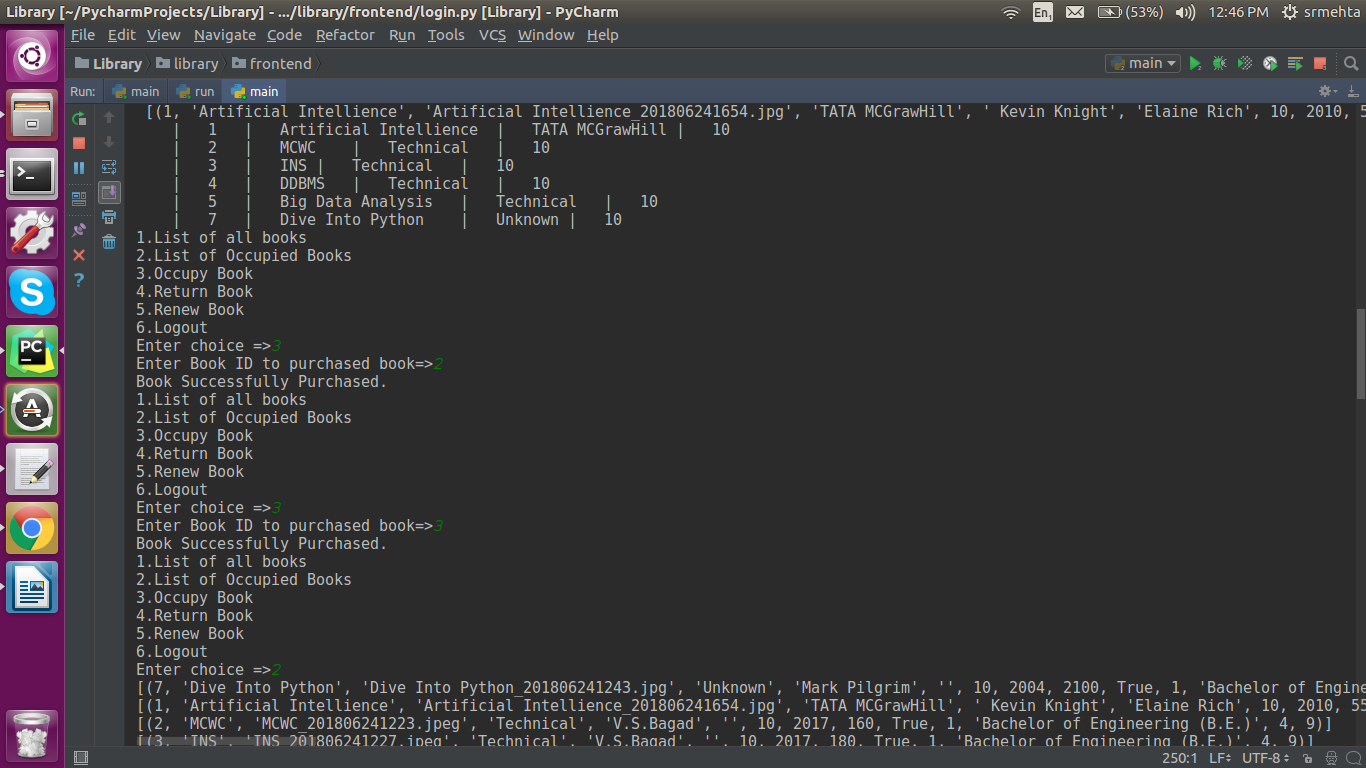 Library [~/PycharmProjects/Library] - .../library/frontend/login.py [Library] - PyCharm
En1 (53%) 12:46 PM srmehta
File Edit View Navigate Code Refactor Run Tools VCS Window Help
Library library frontend main
Run: main run main
[(1, 'Artificial Intellience', 'Artificial Intellience_201806241654.jpg', 'TATA MCGrawHill', ' Kevin Knight', 'Elaine Rich', 10, 2010, 5
| 1 | Artificial Intellience | TATA MCGrawHill | 10
| 2 | MCWC | Technical | 10
| 3 | INS | Technical | 10
| 4 | DDBMS | Technical | 10
| 5 | Big Data Analysis | Technical | 10
| 7 | Dive Into Python | Unknown | 10
1.List of all books
2.List of Occupied Books
3.Occupy Book
4.Return Book
5.Renew Book
6.Logout
Enter choice =>3
Enter Book ID to purchased book=>2
Book Successfully Purchased.
1.List of all books
2.List of Occupied Books
3.Occupy Book
4.Return Book
5.Renew Book
6.Logout
Enter choice =>3
Enter Book ID to purchased book=>3
Book Successfully Purchased.
1.List of all books
2.List of Occupied Books
3.Occupy Book
4.Return Book
5.Renew Book
6.Logout
Enter choice =>2
[(7, 'Dive Into Python', 'Dive Into Python_201806241243.jpg', 'Unknown', 'Mark Pilgrim', '', 10, 2004, 2100, True, 1, 'Bachelor of Engine
[(1, 'Artificial Intellience', 'Artificial Intellience_201806241654.jpg', 'TATA MCGrawHill', ' Kevin Knight', 'Elaine Rich', 10, 2010, 55
[(2, 'MCWC', 'MCWC_201806241223.jpeg', 'Technical', 'V.S.Bagad', '', 10, 2017, 160, True, 1, 'Bachelor of Engineering (B.E.)', 4, 9)]
[(3, 'INS', 'INS_201806241227.jpeg', 'Technical', 'V.S.Bagad', '', 10, 2017, 180, True, 1, 'Bachelor of Engineering (B.E.)', 4, 9)]
250:1 LF UTF-8